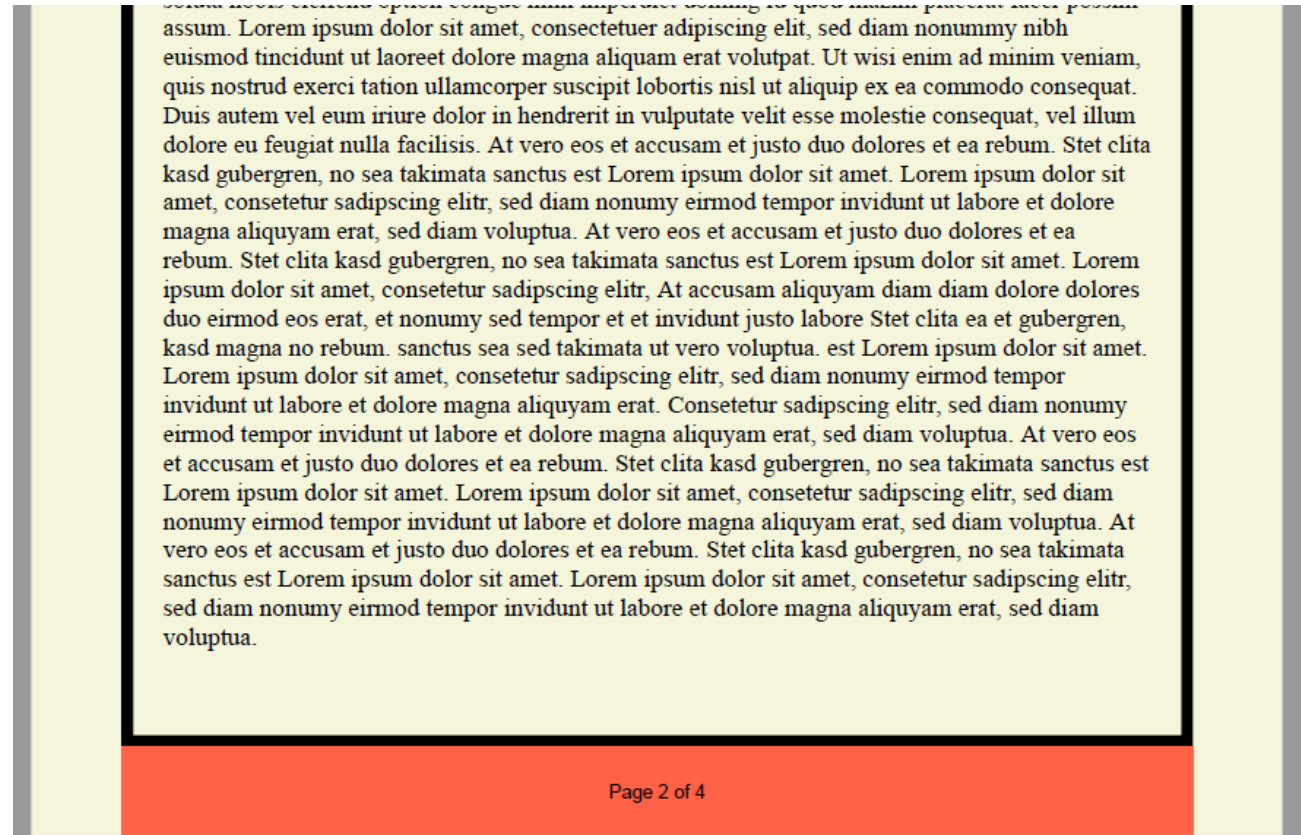 soluta nobis eleifend option congue nihil imperdiet doming id quod mazim placerat facer possim
assum. Lorem ipsum dolor sit amet, consectetuer adipiscing elit, sed diam nonummy nibh
euismod tincidunt ut laoreet dolore magna aliquam erat volutpat. Ut wisi enim ad minim veniam,
quis nostrud exerci tation ullamcorper suscipit lobortis nisl ut aliquip ex ea commodo consequat.
Duis autem vel eum iriure dolor in hendrerit in vulputate velit esse molestie consequat, vel illum
dolore eu feugiat nulla facilisis. At vero eos et accusam et justo duo dolores et ea rebum. Stet clita
kasd gubergren, no sea takimata sanctus est Lorem ipsum dolor sit amet. Lorem ipsum dolor sit
amet, consetetur sadipscing elitr, sed diam nonumy eirmod tempor invidunt ut labore et dolore
magna aliquyam erat, sed diam voluptua. At vero eos et accusam et justo duo dolores et ea
rebum. Stet clita kasd gubergren, no sea takimata sanctus est Lorem ipsum dolor sit amet. Lorem
ipsum dolor sit amet, consetetur sadipscing elitr, At accusam aliquyam diam diam dolore dolores
duo eirmod eos erat, et nonumy sed tempor et et invidunt justo labore Stet clita ea et gubergren,
kasd magna no rebum. sanctus sea sed takimata ut vero voluptua. est Lorem ipsum dolor sit amet.
Lorem ipsum dolor sit amet, consetetur sadipscing elitr, sed diam nonumy eirmod tempor
invidunt ut labore et dolore magna aliquyam erat. Consetetur sadipscing elitr, sed diam nonumy
eirmod tempor invidunt ut labore et dolore magna aliquyam erat, sed diam voluptua. At vero eos
et accusam et justo duo dolores et ea rebum. Stet clita kasd gubergren, no sea takimata sanctus est
Lorem ipsum dolor sit amet. Lorem ipsum dolor sit amet, consetetur sadipscing elitr, sed diam
nonumy eirmod tempor invidunt ut labore et dolore magna aliquyam erat, sed diam voluptua. At
vero eos et accusam et justo duo dolores et ea rebum. Stet clita kasd gubergren, no sea takimata
sanctus est Lorem ipsum dolor sit amet. Lorem ipsum dolor sit amet, consetetur sadipscing elitr,
sed diam nonumy eirmod tempor invidunt ut labore et dolore magna aliquyam erat, sed diam
voluptua.
Page 2 of 4